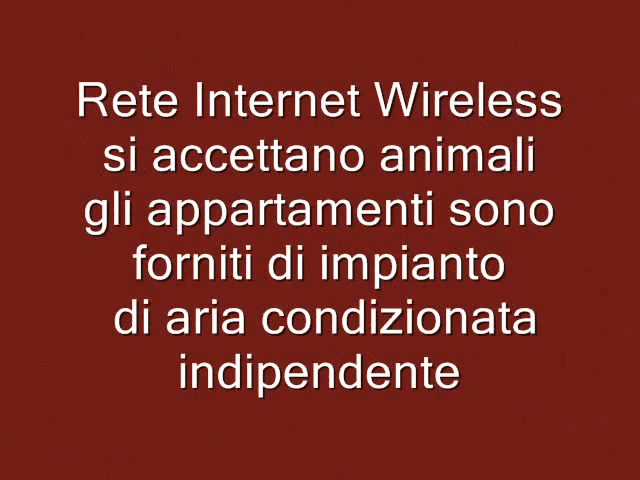 Rete Internet Wireless
si accettano animali
gli appartamenti sono
forniti di impianto
di aria condizionata
indipendente